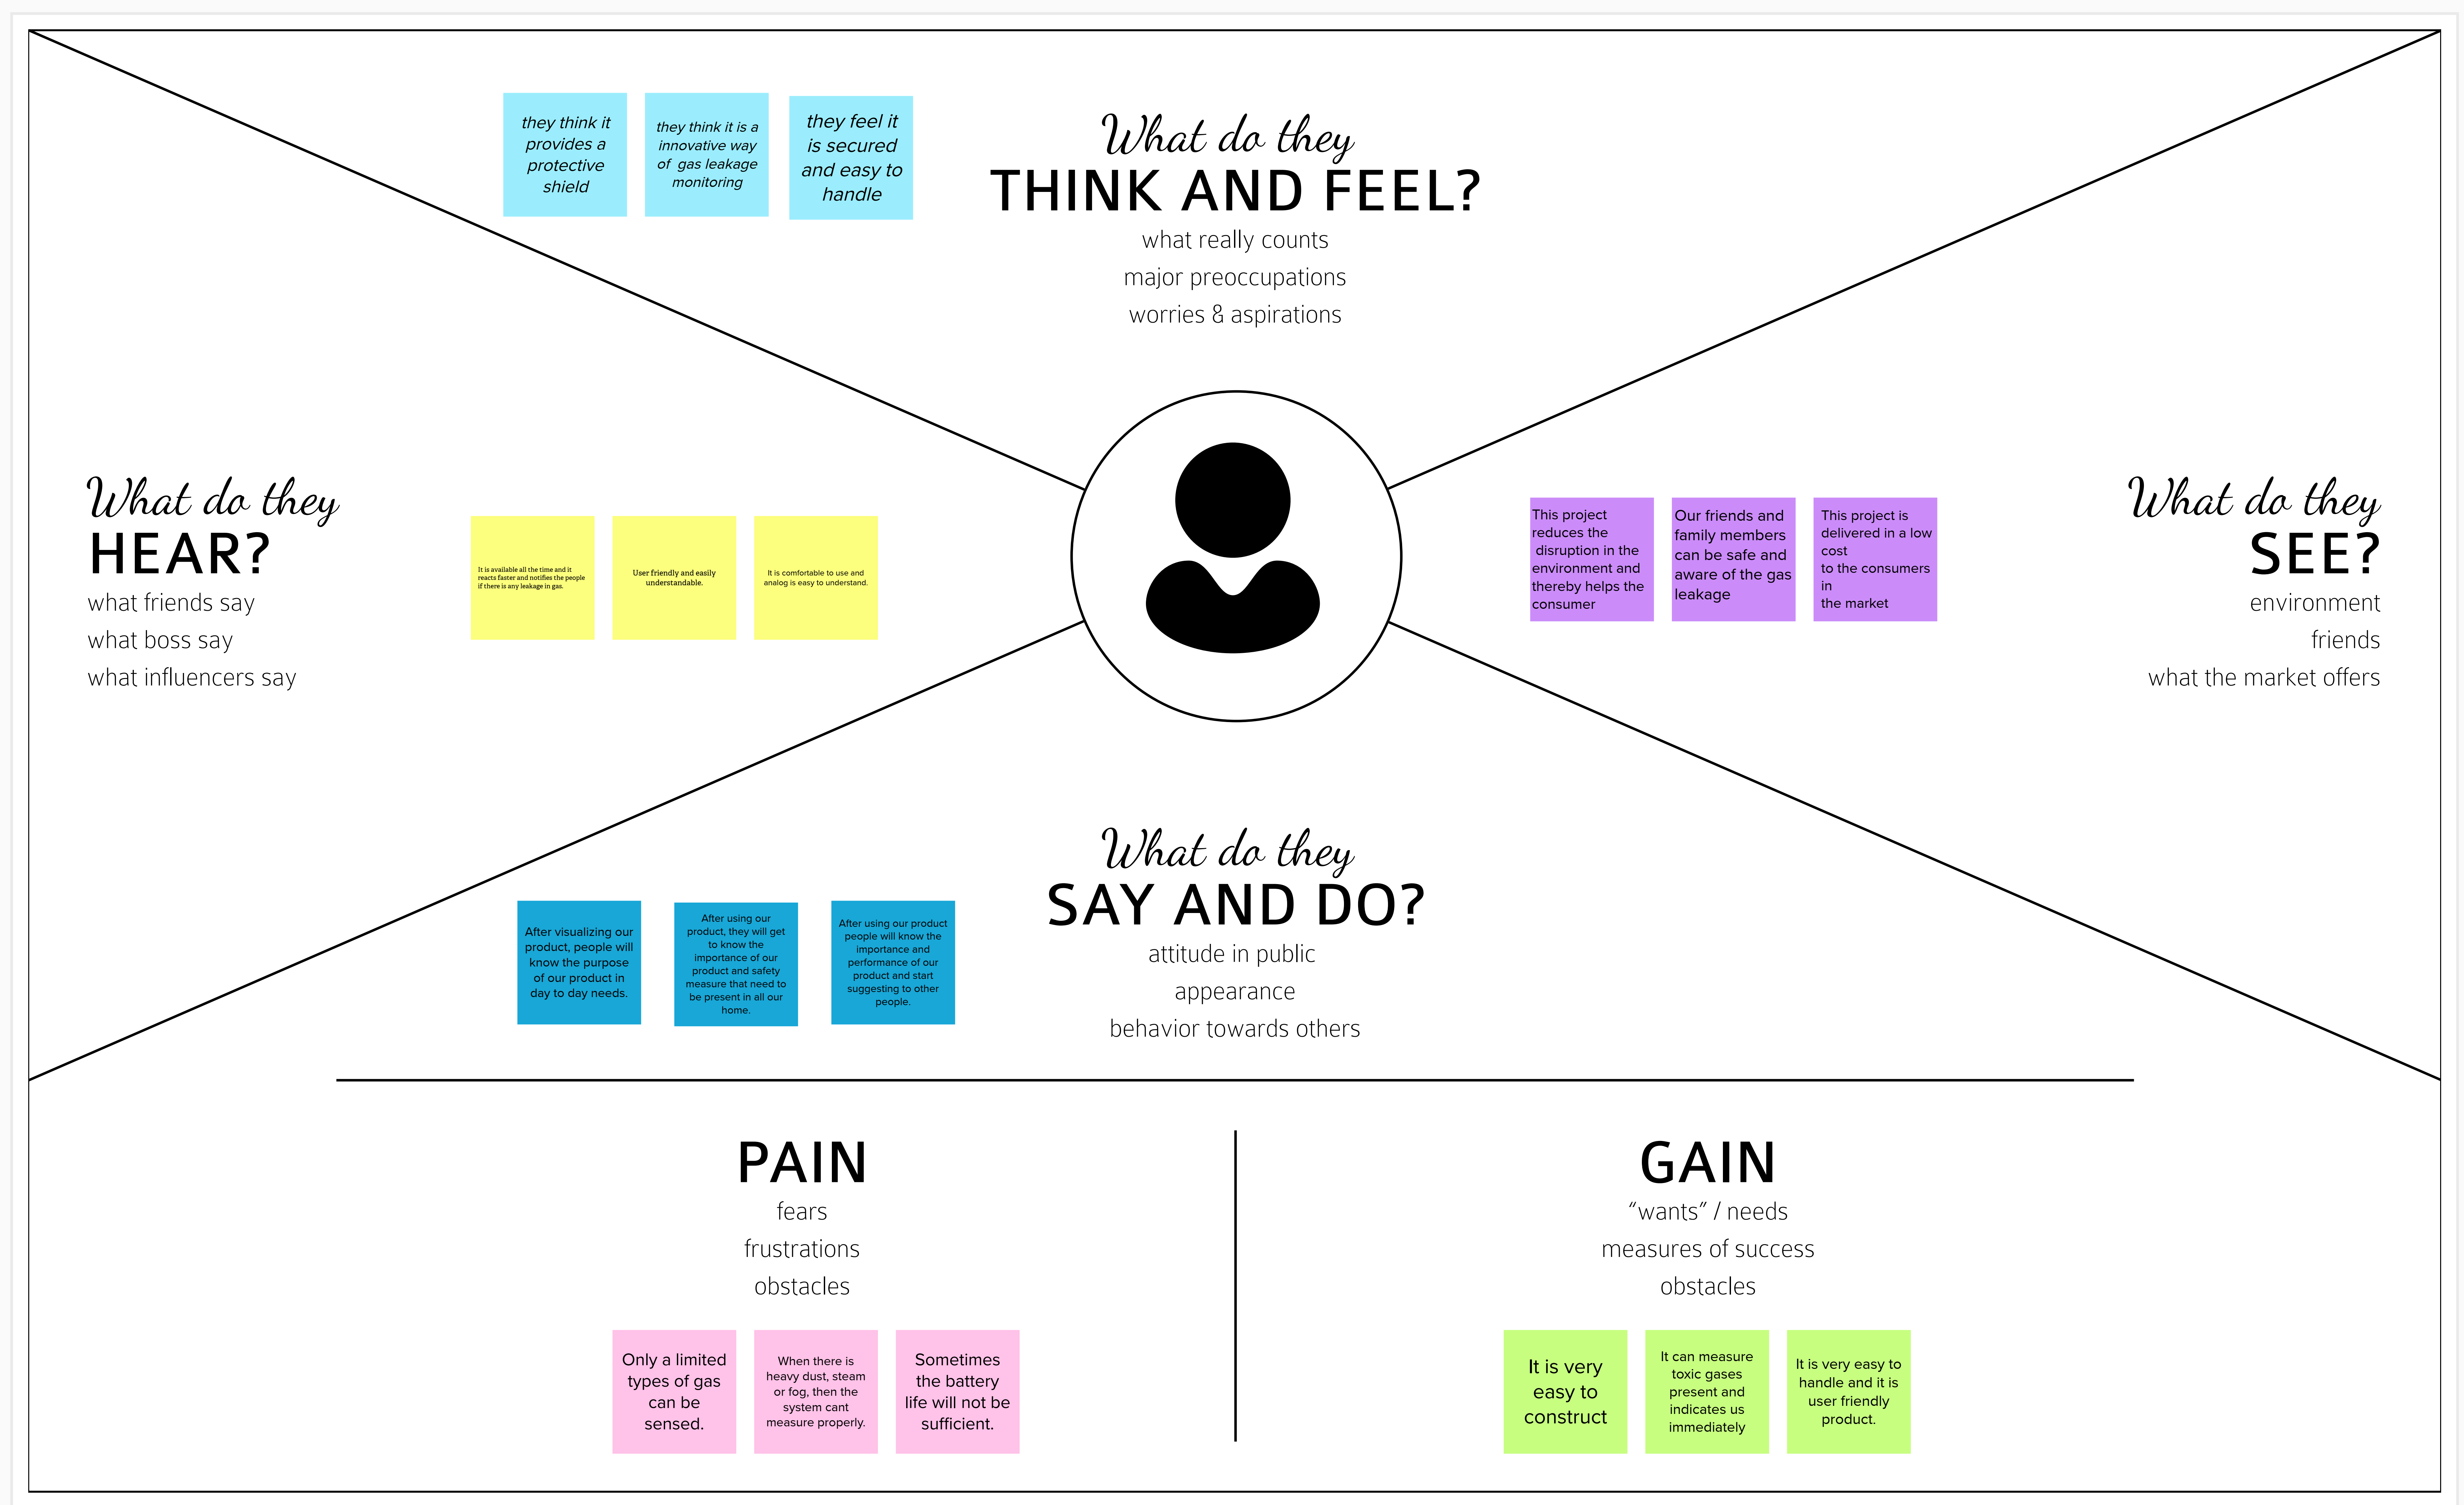 they think it
provides a
protective
shield
they think it is a
innovative way
of gas leakage
monitoring
they feel it
is secured
and easy to
handle
What do they
THINK AND FEEL?
what really counts
major preoccupations
worries & aspirations
What do they
HEAR?
what friends say
what boss say
what influencers say
It is available all the time and it
reacts faster and notifies the people
if there is any leakage in gas.
User friendly and easily
understandable.
It is comfortable to use and
analog is easy to understand.
This project
reduces the
disruption in the
environment and
thereby helps the
consumer
Our friends and
family members
can be safe and
aware of the gas
leakage
This project is
delivered in a low
cost
to the consumers
in
the market
What do they
SEE?
environment
friends
what the market offers
After visualizing our
product, people will
know the purpose
of our product in
day to day needs.
After using our
product, they will get
to know the
importance of our
product and safety
measure that need to
be present in all our
home.
After using our product
people will know the
importance and
performance of our
product and start
suggesting to other
people.
What do they
SAY AND DO?
attitude in public
appearance
behavior towards others
PAIN
fears
frustrations
obstacles
Only a limited
types of gas
can be
sensed.
When there is
heavy dust, steam
or fog, then the
system cant
measure properly.
Sometimes
the battery
life will not be
sufficient.
GAIN
“wants” / needs
measures of success
obstacles
It is very
easy to
construct
It can measure
toxic gases
present and
indicates us
immediately
It is very easy to
handle and it is
user friendly
product.